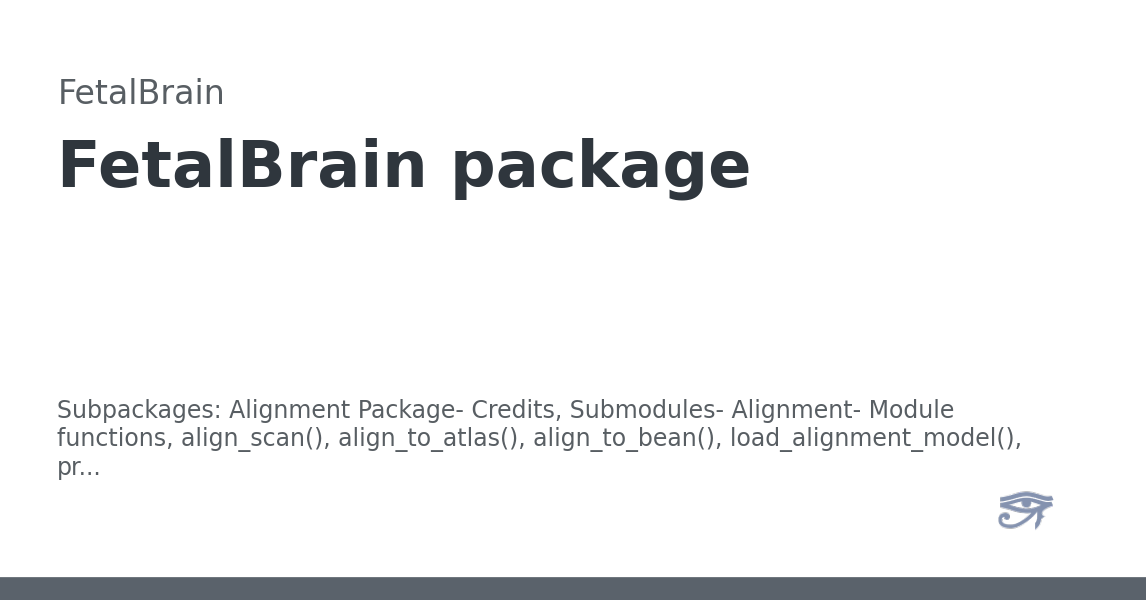 FetalBrain
FetalBrain package
Subpackages: Alignment Package- Credits, Submodules- Alignment- Module
functions, align_scan(), align_to_atlas(), align_to_bean(), load_alignment_model(),
pr...